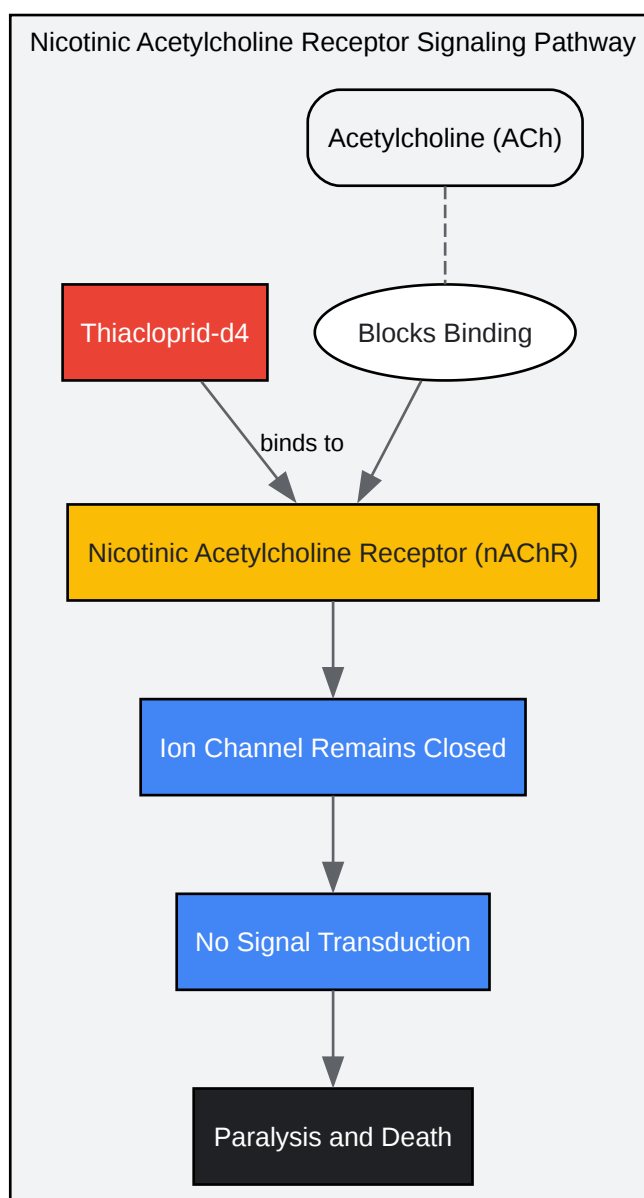 Nicotinic Acetylcholine Receptor Signaling Pathway
Acetylcholine (ACh)
Thiacloprid-d4
Blocks Binding
binds to
Nicotinic Acetylcholine Receptor (nAChR)
Ion Channel Remains Closed
No Signal Transduction
Paralysis and Death